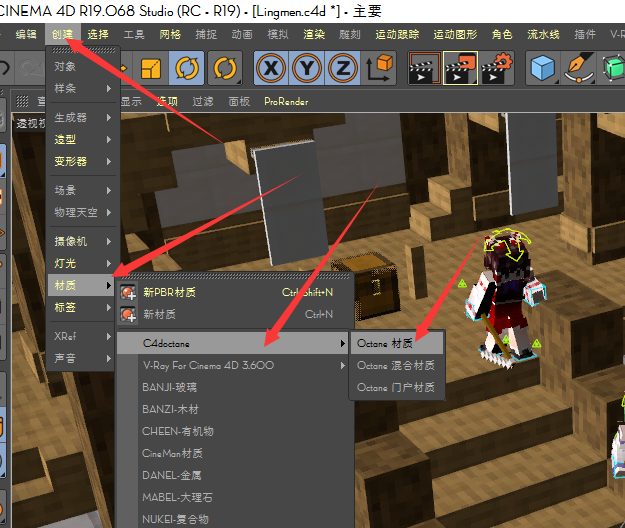 CINEMA 4D R19.068 Studio (RC - R19) - [Lingmen.c4d *] - 主要
编辑 创建 选择 工具 网格 捕捉 动画 模拟 渲染 雕刻 运动跟踪 运动图形 角色 流水线 插件 V-R
X Y Z
显示 选项 过滤 面板 ProRender
透视视
对象
样条
生成器
造型
变形器
场景
物理天空
摄像机
灯光
材质
标签
XRef
声音
新PBR材质 Ctrl+Shift+N
新材质 Ctrl+N
C4doctane
V-Ray For Cinema 4D 3.600
BANJI-玻璃
BANZI-木材
CHEEN-有机物
CineMan材质
DANEL-金属
MABEL-大理石
NUKEI-复合物
Octane 材质
Octane 混合材质
Octane 门户材质